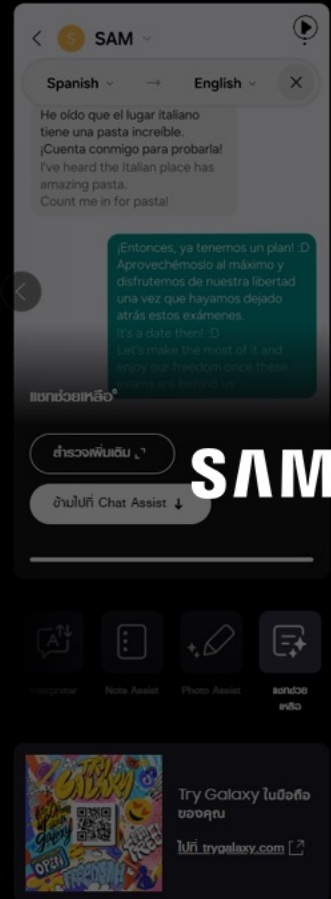 SAM
Spanish → English
He oído que el lugar italiano
tiene una pasta increíble.
¡Cuenta conmigo para probarla!
I've heard the Italian place has
amazing pasta.
Count me in for pasta!
¡Entonces, ya tenemos un plan! :D
Aprovechémoslo al máximo y
disfrutemos de nuestra libertad
una vez que hayamos dejado
atrás estos exámenes.
It's a date then! :D
Let's make the most of it and
enjoy our freedom once these
exams are behind us.
แชทช่วยเหลือ
สำรวจเพิ่มเติม
SAM
ข้ามไปที่ Chat Assist ↓
Interpreter
Note Assist
Photo Assist
แชทช่วย
เหลือ
Try Galaxy ในมือถือ
ของคุณ
ไปที่ trygalaxy.com
OPEN